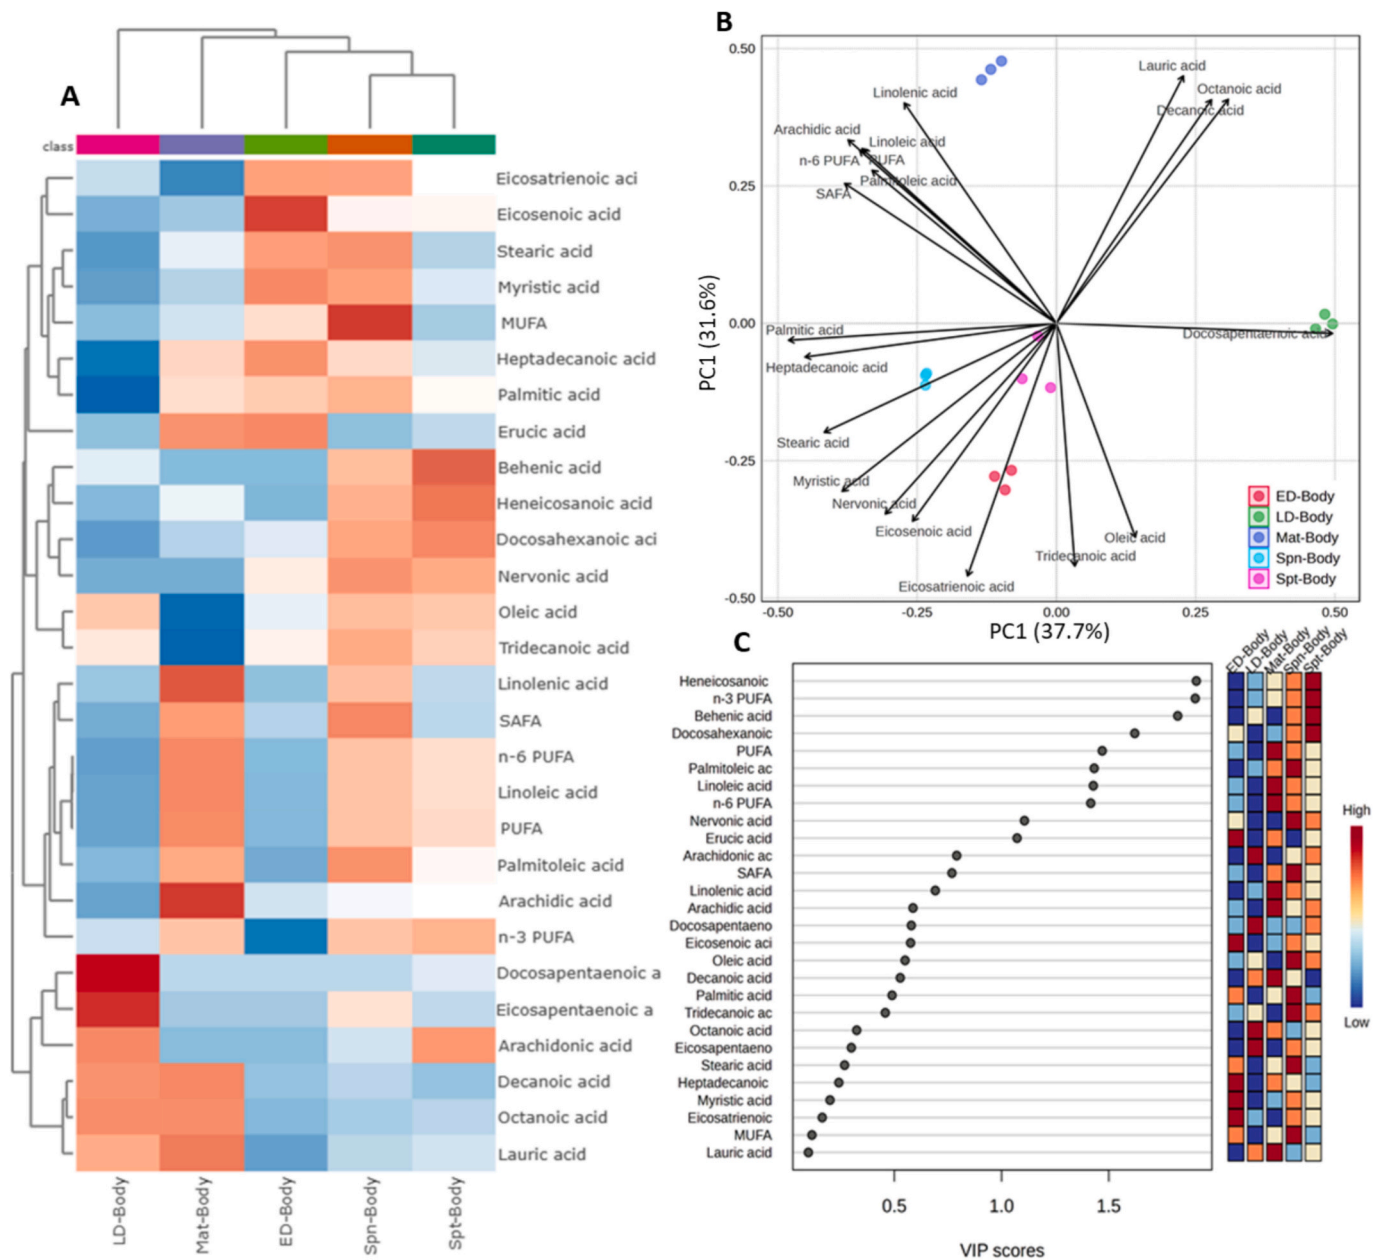 A
class
Eicosatrienoic aci
Eicosenoic acid
Stearic acid
Myristic acid
MUFA
Heptadecanoic acid
Palmitic acid
Erucic acid
Behenic acid
Heneicosanoic acid
Docosahexanoic aci
Nervonic acid
Oleic acid
Tridecanoic acid
Linolenic acid
SAFA
n-6 PUFA
Linoleic acid
PUFA
Palmitoleic acid
Arachidic acid
n-3 PUFA
Docosapentaenoic a
Eicosapentaenoic a
Arachidonic acid
Decanoic acid
Octanoic acid
Lauric acid
LD-Body
Mat-Body
ED-Body
Spn-Body
Spt-Body
B
PC1 (31.6%)
0.50
0.25
0.00
-0.25
-0.50
Lauric acid
Octanoic acid
Decanoic acid
Linolenic acid
Arachidic acid
Linoleic acid
n-6 PUFA
PUFA
Palmitoleic acid
SAFA
Palmitic acid
Docosapentaenoic acid
Heptadecanoic acid
Stearic acid
Myristic acid
Nervonic acid
Eicosenoic acid
Oleic acid
Tridecanoic acid
Eicosatrienoic acid
ED-Body
LD-Body
Mat-Body
Spn-Body
Spt-Body
-0.50
-0.25
0.00
0.25
0.50
PC1 (37.7%)
C
ED-Body
LD-Body
Mat-Body
Spn-Body
Spt-Body
Heneicosanoic
n-3 PUFA
Behenic acid
Docosahexanoic
PUFA
Palmitoleic ac
Linoleic acid
n-6 PUFA
Nervonic acid
Erucic acid
Arachidonic ac
SAFA
Linolenic acid
Arachidic acid
Docosapentaeno
Eicosenoic aci
Oleic acid
Decanoic acid
Palmitic acid
Tridecanoic ac
Octanoic acid
Eicosapentaeno
Stearic acid
Heptadecanoic
Myristic acid
Eicosatrienoic
MUFA
Lauric acid
High
Low
0.5
1.0
1.5
VIP scores